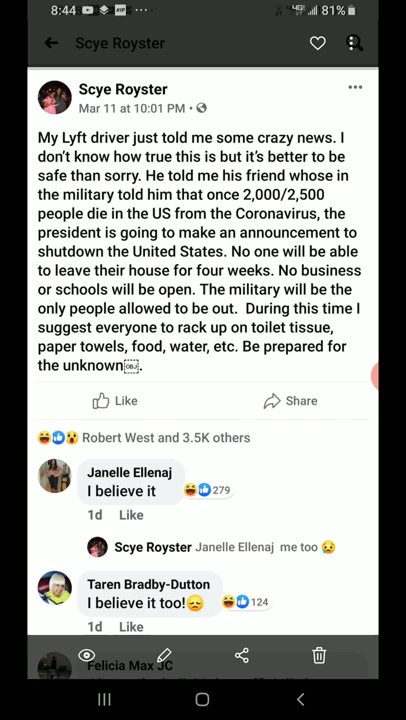 8:44
81%
Scye Royster
Scye Royster
Mar 11 at 10:01 PM
My Lyft driver just told me some crazy news. I
don't know how true this is but it's better to be
safe than sorry. He told me his friend whose in
the military told him that once 2,000/2,500
people die in the US from the Coronavirus, the
president is going to make an announcement to
shutdown the United States. No one will be able
to leave their house for four weeks. No business
or schools will be open. The military will be the
only people allowed to be out.  During this time I
suggest everyone to rack up on toilet tissue,
paper towels, food, water, etc. Be prepared for
the unknown￼.
Like
Share
Robert West and 3.5K others
Janelle Ellenaj
I believe it
279
1d Like
Scye Royster Janelle Ellenaj me too 😢
Taren Bradby-Dutton
I believe it too!😞
124
1d Like
Felicia Max JC